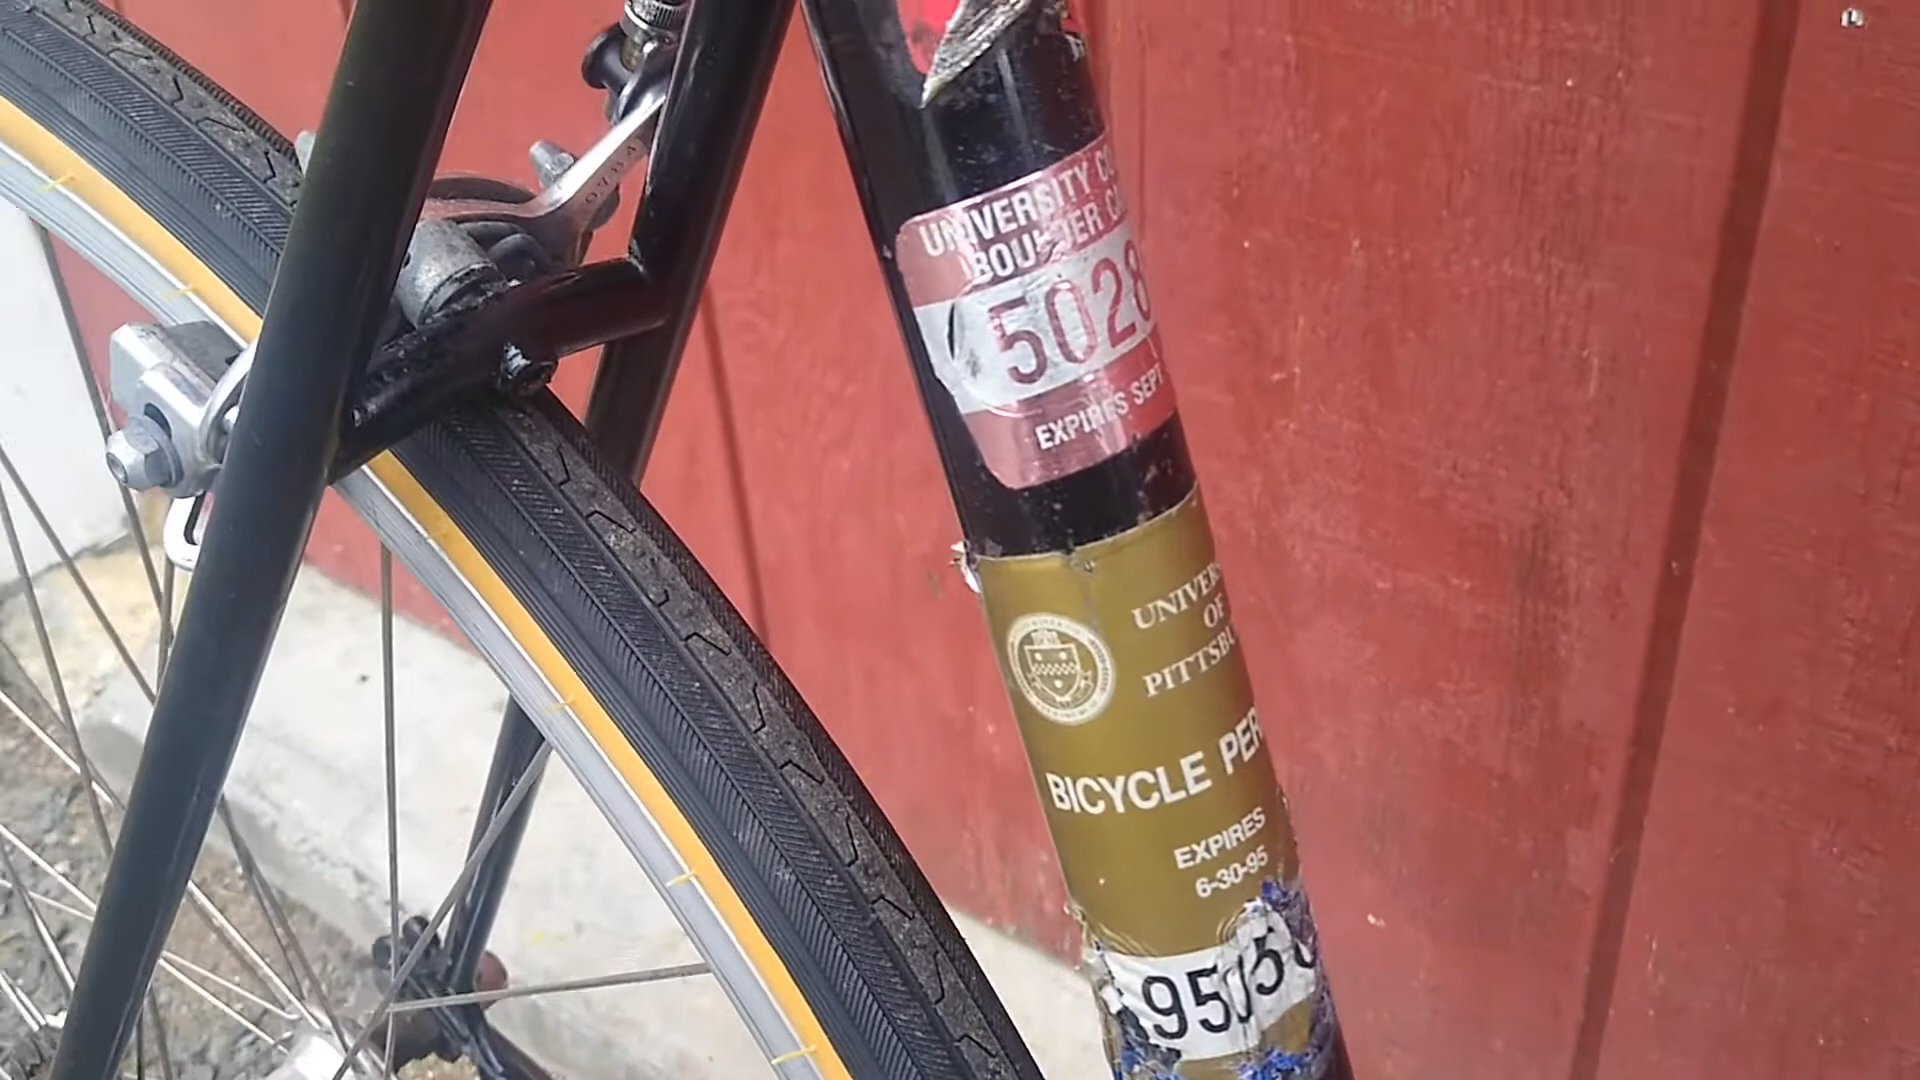 UNIVERSITY CO
BOULDER C
5028
EXPIRES SEPT
UNIVERS
OF
PITTSBU
BICYCLE PER
EXPIRES
6-30-95
9505